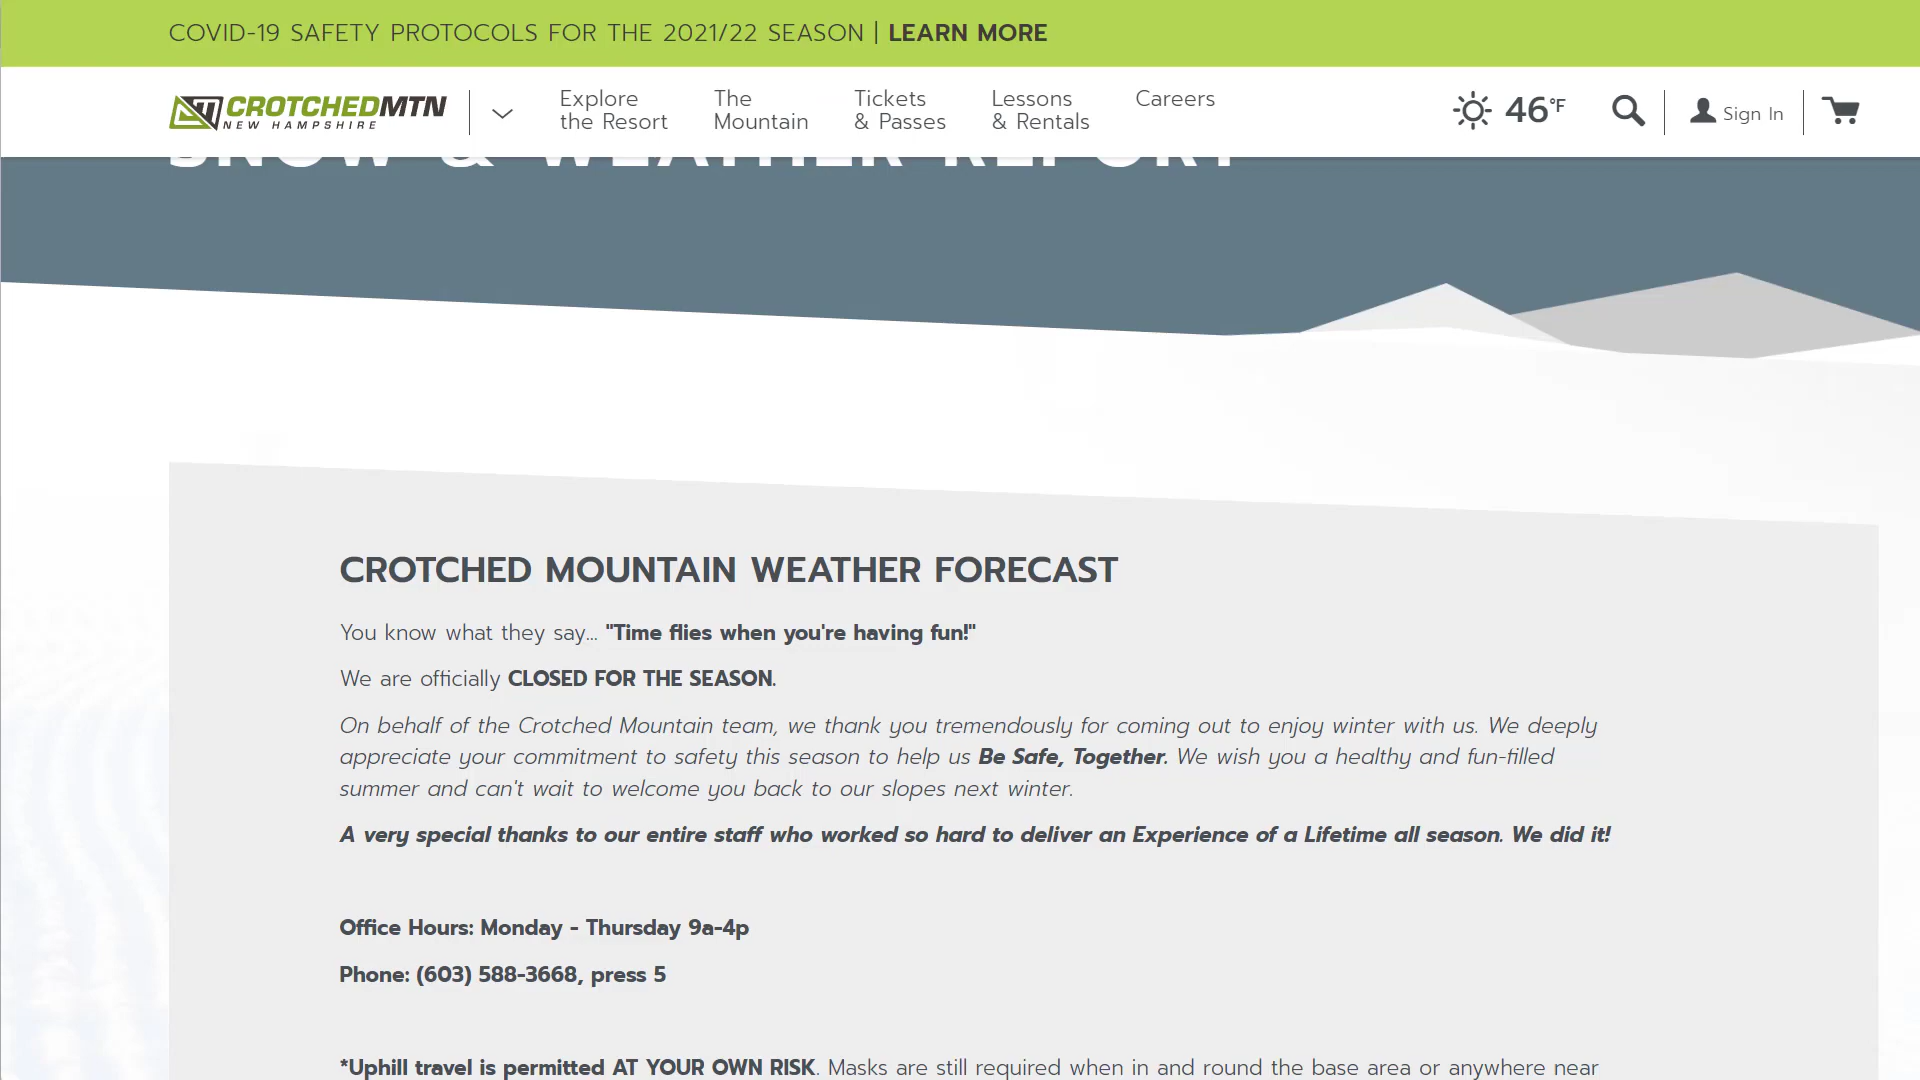 COVID-19 SAFETY PROTOCOLS FOR THE 2021/22 SEASON | LEARN MORE
CROTCHEDMTN
NEW HAMPSHIRE
Explore
the Resort
The
Mountain
Tickets
& Passes
Lessons
& Rentals
Careers
46°F
Sign In
SNOW & WEATHER REPORT
CROTCHED MOUNTAIN WEATHER FORECAST
You know what they say... "Time flies when you're having fun!"
We are officially CLOSED FOR THE SEASON.
On behalf of the Crotched Mountain team, we thank you tremendously for coming out to enjoy winter with us. We deeply
appreciate your commitment to safety this season to help us Be Safe, Together. We wish you a healthy and fun-filled
summer and can't wait to welcome you back to our slopes next winter.
A very special thanks to our entire staff who worked so hard to deliver an Experience of a Lifetime all season. We did it!
Office Hours: Monday - Thursday 9a-4p
Phone: (603) 588-3668, press 5
*Uphill travel is permitted AT YOUR OWN RISK. Masks are still required when in and round the base area or anywhere near